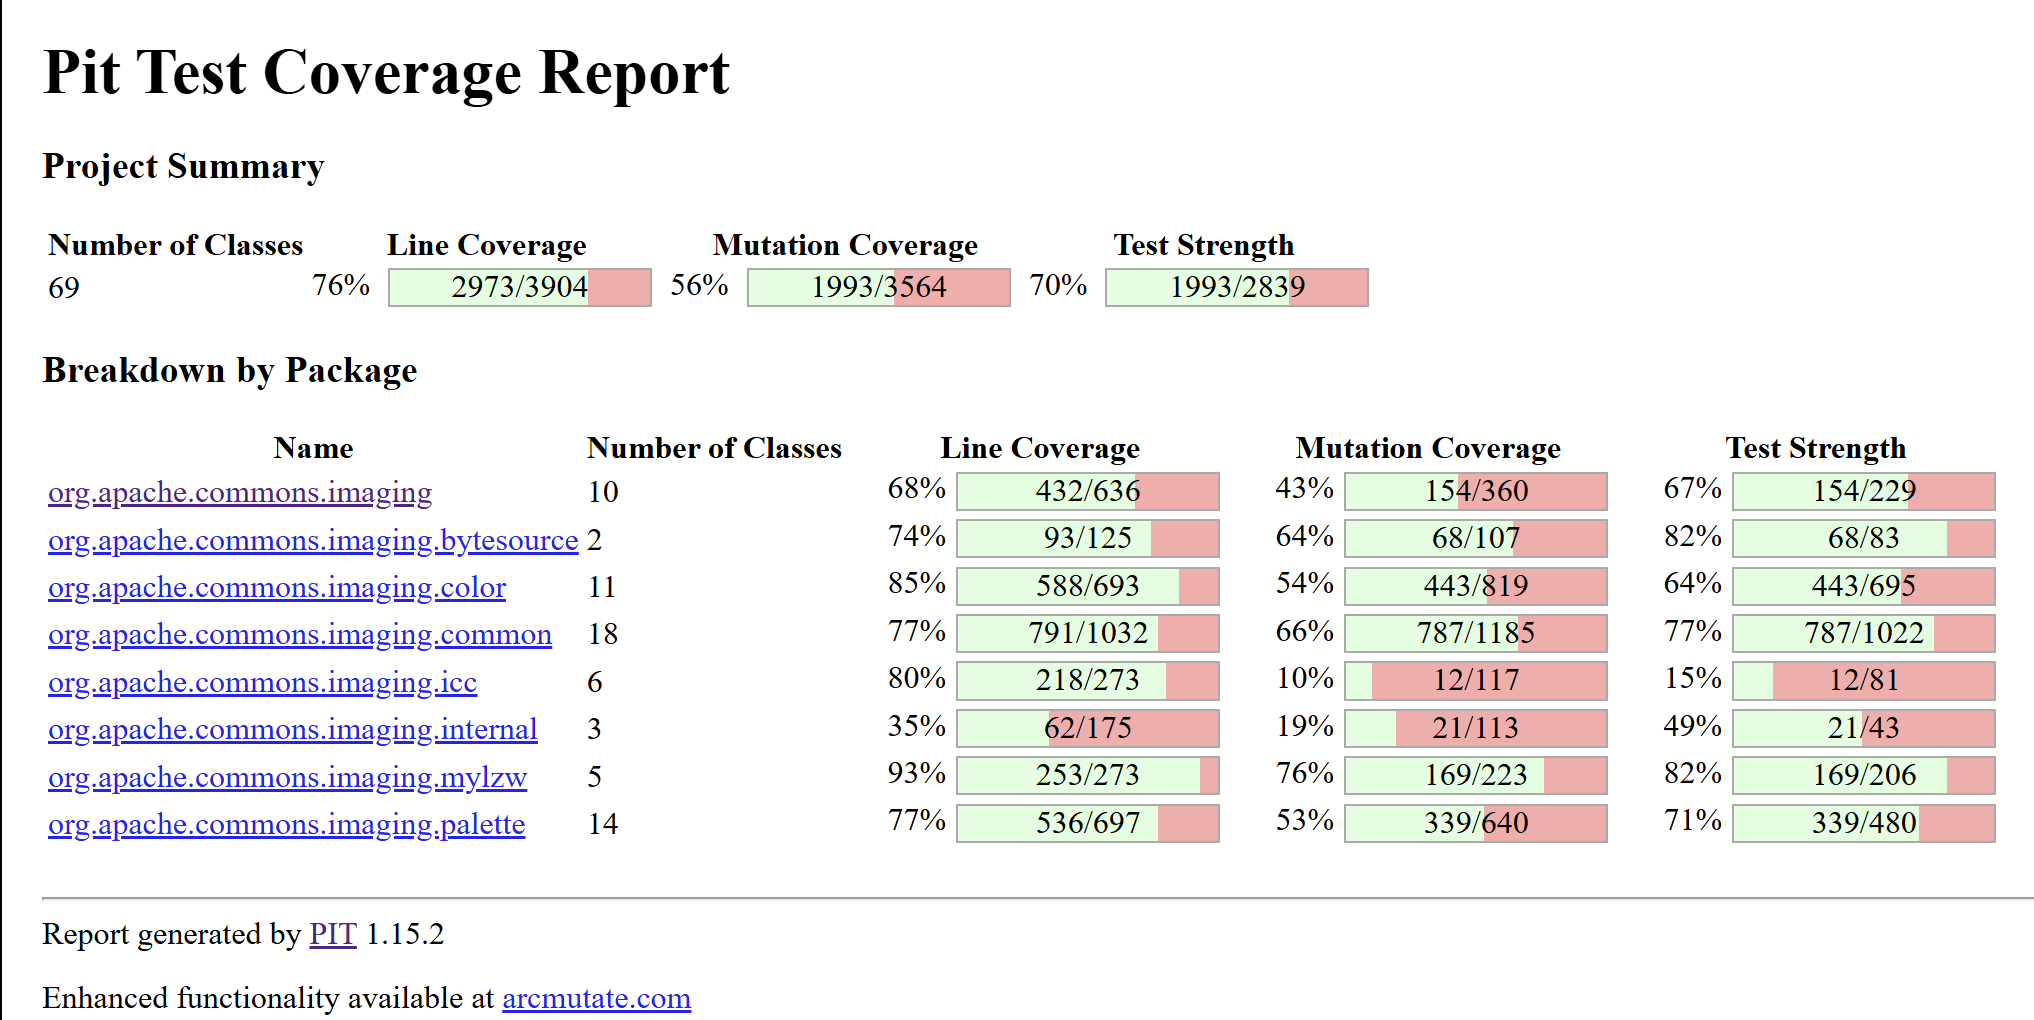 Pit Test Coverage Report
Project Summary
Number of Classes Line Coverage Mutation Coverage Test Strength
69 76% 2973/3904 56% 1993/3564 70% 1993/2839
Breakdown by Package
Name Number of Classes Line Coverage Mutation Coverage Test Strength
org.apache.commons.imaging 10 68% 432/636 43% 154/360 67% 154/229
org.apache.commons.imaging.bytesource 2 74% 93/125 64% 68/107 82% 68/83
org.apache.commons.imaging.color 11 85% 588/693 54% 443/819 64% 443/695
org.apache.commons.imaging.common 18 77% 791/1032 66% 787/1185 77% 787/1022
org.apache.commons.imaging.icc 6 80% 218/273 10% 12/117 15% 12/81
org.apache.commons.imaging.internal 3 35% 62/175 19% 21/113 49% 21/43
org.apache.commons.imaging.mylzw 5 93% 253/273 76% 169/223 82% 169/206
org.apache.commons.imaging.palette 14 77% 536/697 53% 339/640 71% 339/480
Report generated by PIT 1.15.2
Enhanced functionality available at arcmutate.com